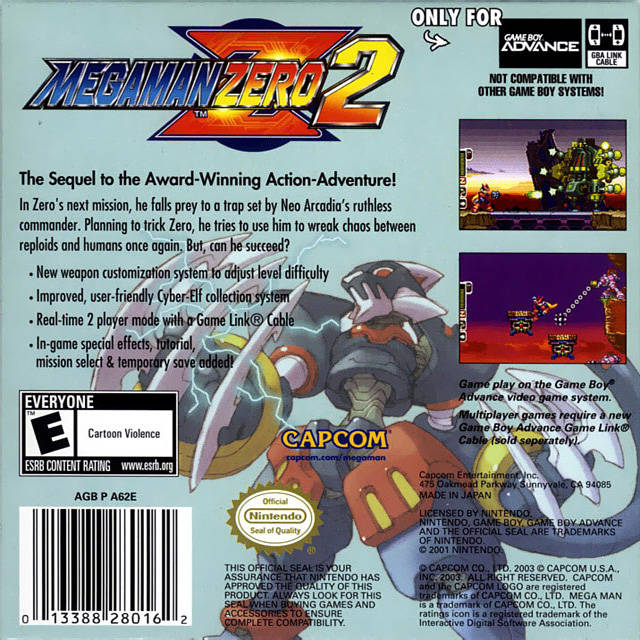 ONLY FOR
GAME BOY
ADVANCE
GBA LINK
CABLE
MEGAMAN ZERO 2
TM
NOT COMPATIBLE WITH
OTHER GAME BOY SYSTEMS!
The Sequel to the Award-Winning Action-Adventure!
In Zero's next mission, he falls prey to a trap set by Neo Arcadia's ruthless
commander. Planning to trick Zero, he tries to use him to wreak chaos between
reploids and humans once again. But, can he succeed?
• New weapon customization system to adjust level difficulty
• Improved, user-friendly Cyber-Elf collection system
• Real-time 2 player mode with a Game Link® Cable
• In-game special effects, tutorial,
mission select & temporary save added!
Game play on the Game Boy®
Advance video game system.
Multiplayer games require a new
Game Boy Advance Game Link®
Cable (sold seperately).
EVERYONE
TM
E
Cartoon Violence
ESRB CONTENT RATING www.esrb.org
CAPCOM
capcom.com/megaman
AGB P A62E
0 13388 28016 2
Official
Nintendo
Seal of Quality
®
THIS OFFICIAL SEAL IS YOUR
ASSURANCE THAT NINTENDO HAS
APPROVED THE QUALITY OF THIS
PRODUCT. ALWAYS LOOK FOR THIS
SEAL WHEN BUYING GAMES AND
ACCESSORIES TO ENSURE
COMPLETE COMPATIBILITY.
Capcom Entertainment, Inc.
475 Oakmead Parkway Sunnyvale, CA 94085
MADE IN JAPAN
LICENSED BY NINTENDO.
NINTENDO, GAME BOY, GAME BOY ADVANCE
AND THE OFFICIAL SEAL ARE TRADEMARKS
OF NINTENDO.
© 2001 NINTENDO.
© CAPCOM CO., LTD. 2003 © CAPCOM U.S.A.,
INC. 2003. ALL RIGHT RESERVED. CAPCOM
and the CAPCOM LOGO are registered
trademarks of CAPCOM CO., LTD. MEGA MAN
is a trademark of CAPCOM CO., LTD. The
ratings icon is a registered trademark of the
Interactive Digital Software Association.